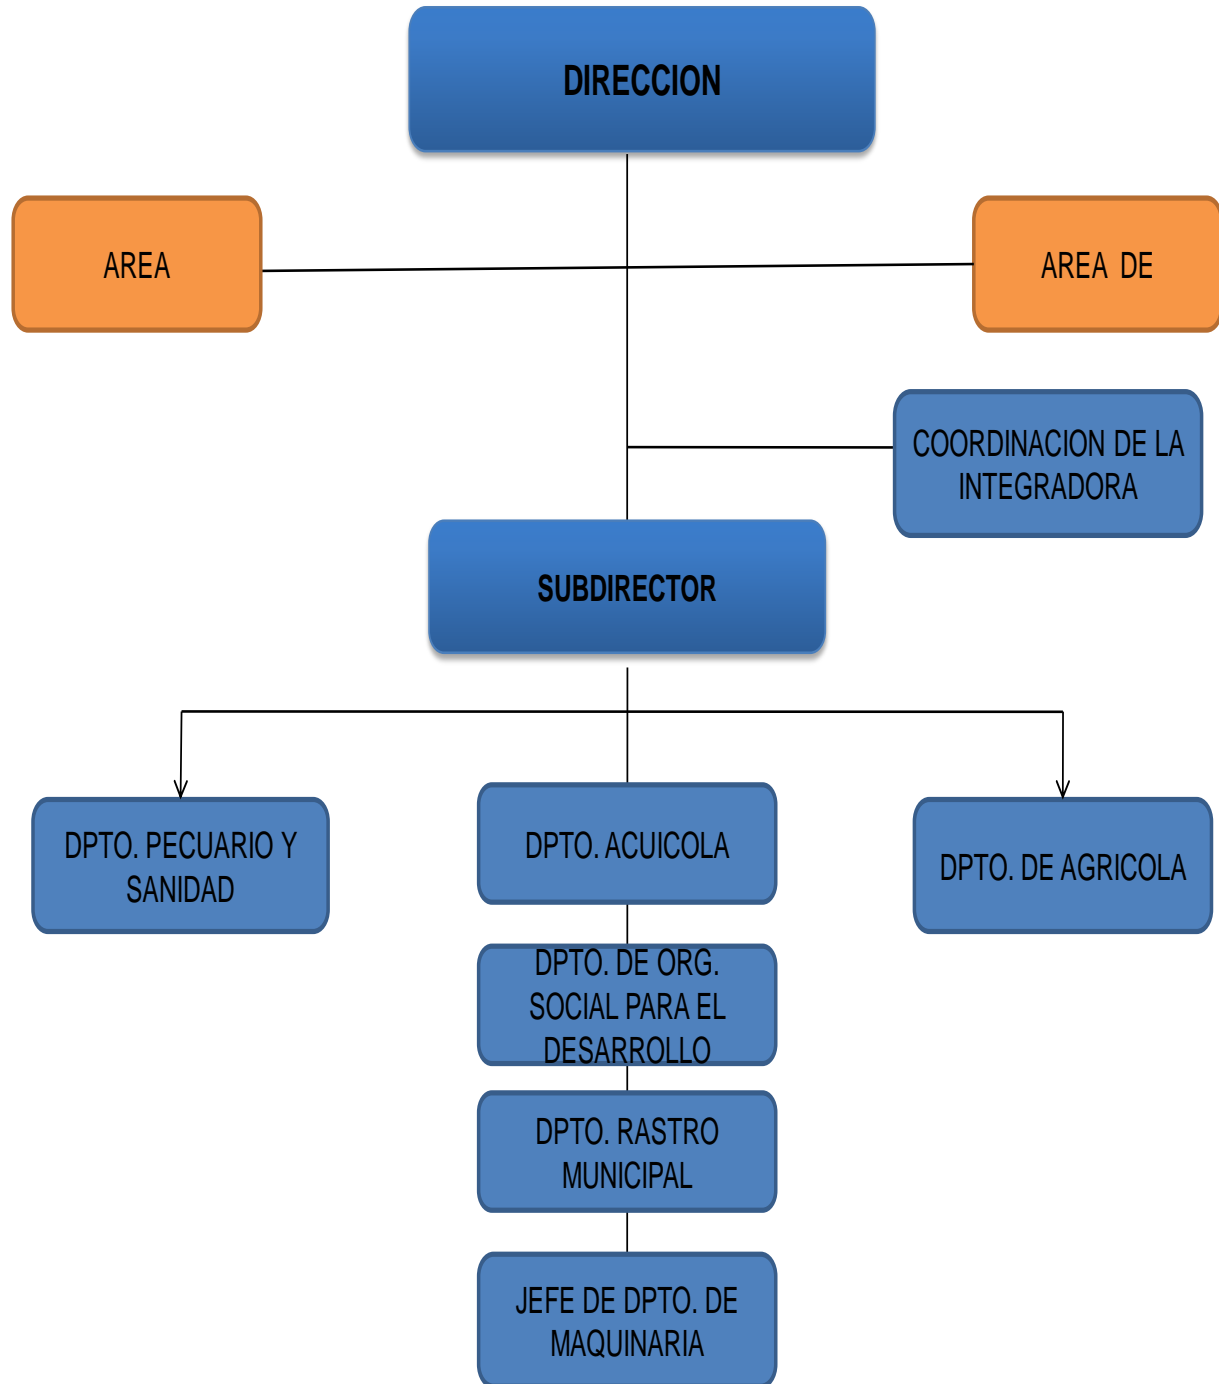 DIRECCION
AREA
AREA DE
COORDINACION DE LA
INTEGRADORA
SUBDIRECTOR
DPTO. PECUARIO Y
SANIDAD
DPTO. ACUICOLA
DPTO. DE AGRICOLA
DPTO. DE ORG.
SOCIAL PARA EL
DESARROLLO
DPTO. RASTRO
MUNICIPAL
JEFE DE DPTO. DE
MAQUINARIA